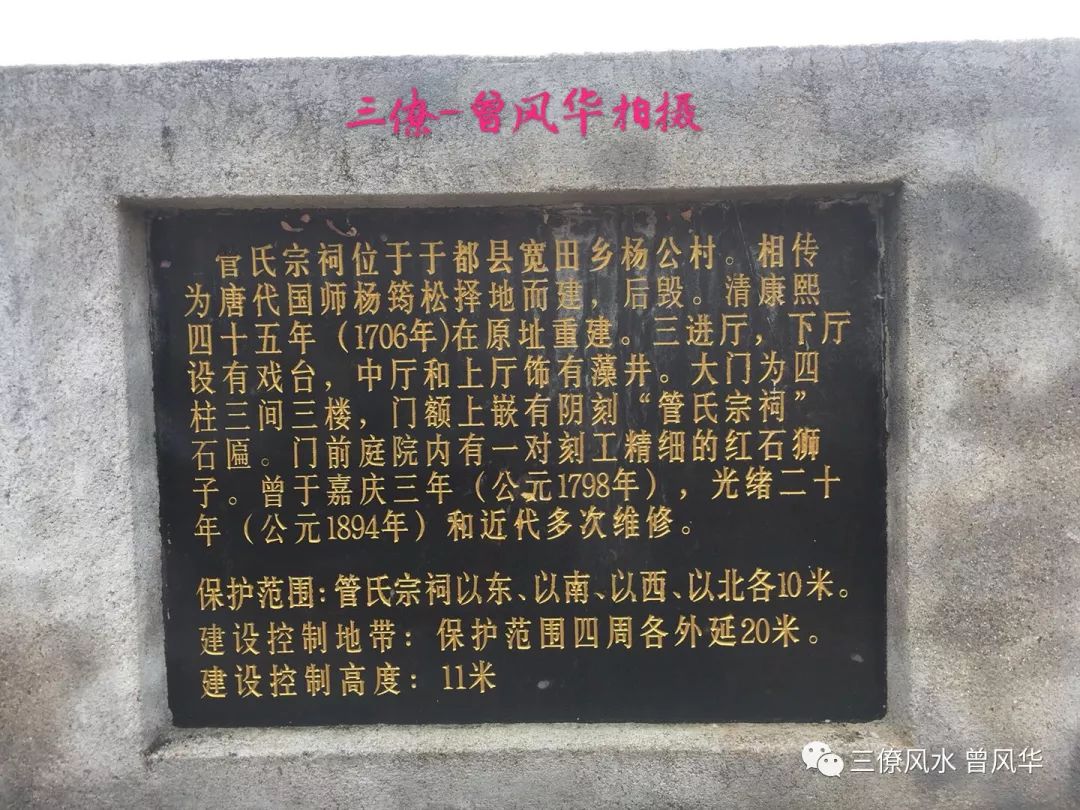 三僚-曾风华拍摄
管氏宗祠位于于都县宽田乡杨公村。相传
为唐代国师杨筠松择地而建，后毁。清康熙
四十五年（1706年)在原址重建。三进厅，下厅
设有戏台，中厅和上厅饰有藻井。大门为四
柱三间三楼，门额上嵌有阴刻“管氏宗祠”
石匾。门前庭院内有一对刻工精细的红石狮
子。曾于嘉庆三年（公元1798年），光绪二十
年（公元1894年）和近代多次维修。
保护范围：管氏宗祠以东、以南、以西、以北各10米。
建设控制地带：保护范围四周各外延20米。
建设控制高度：11米
三僚风水 曾风华